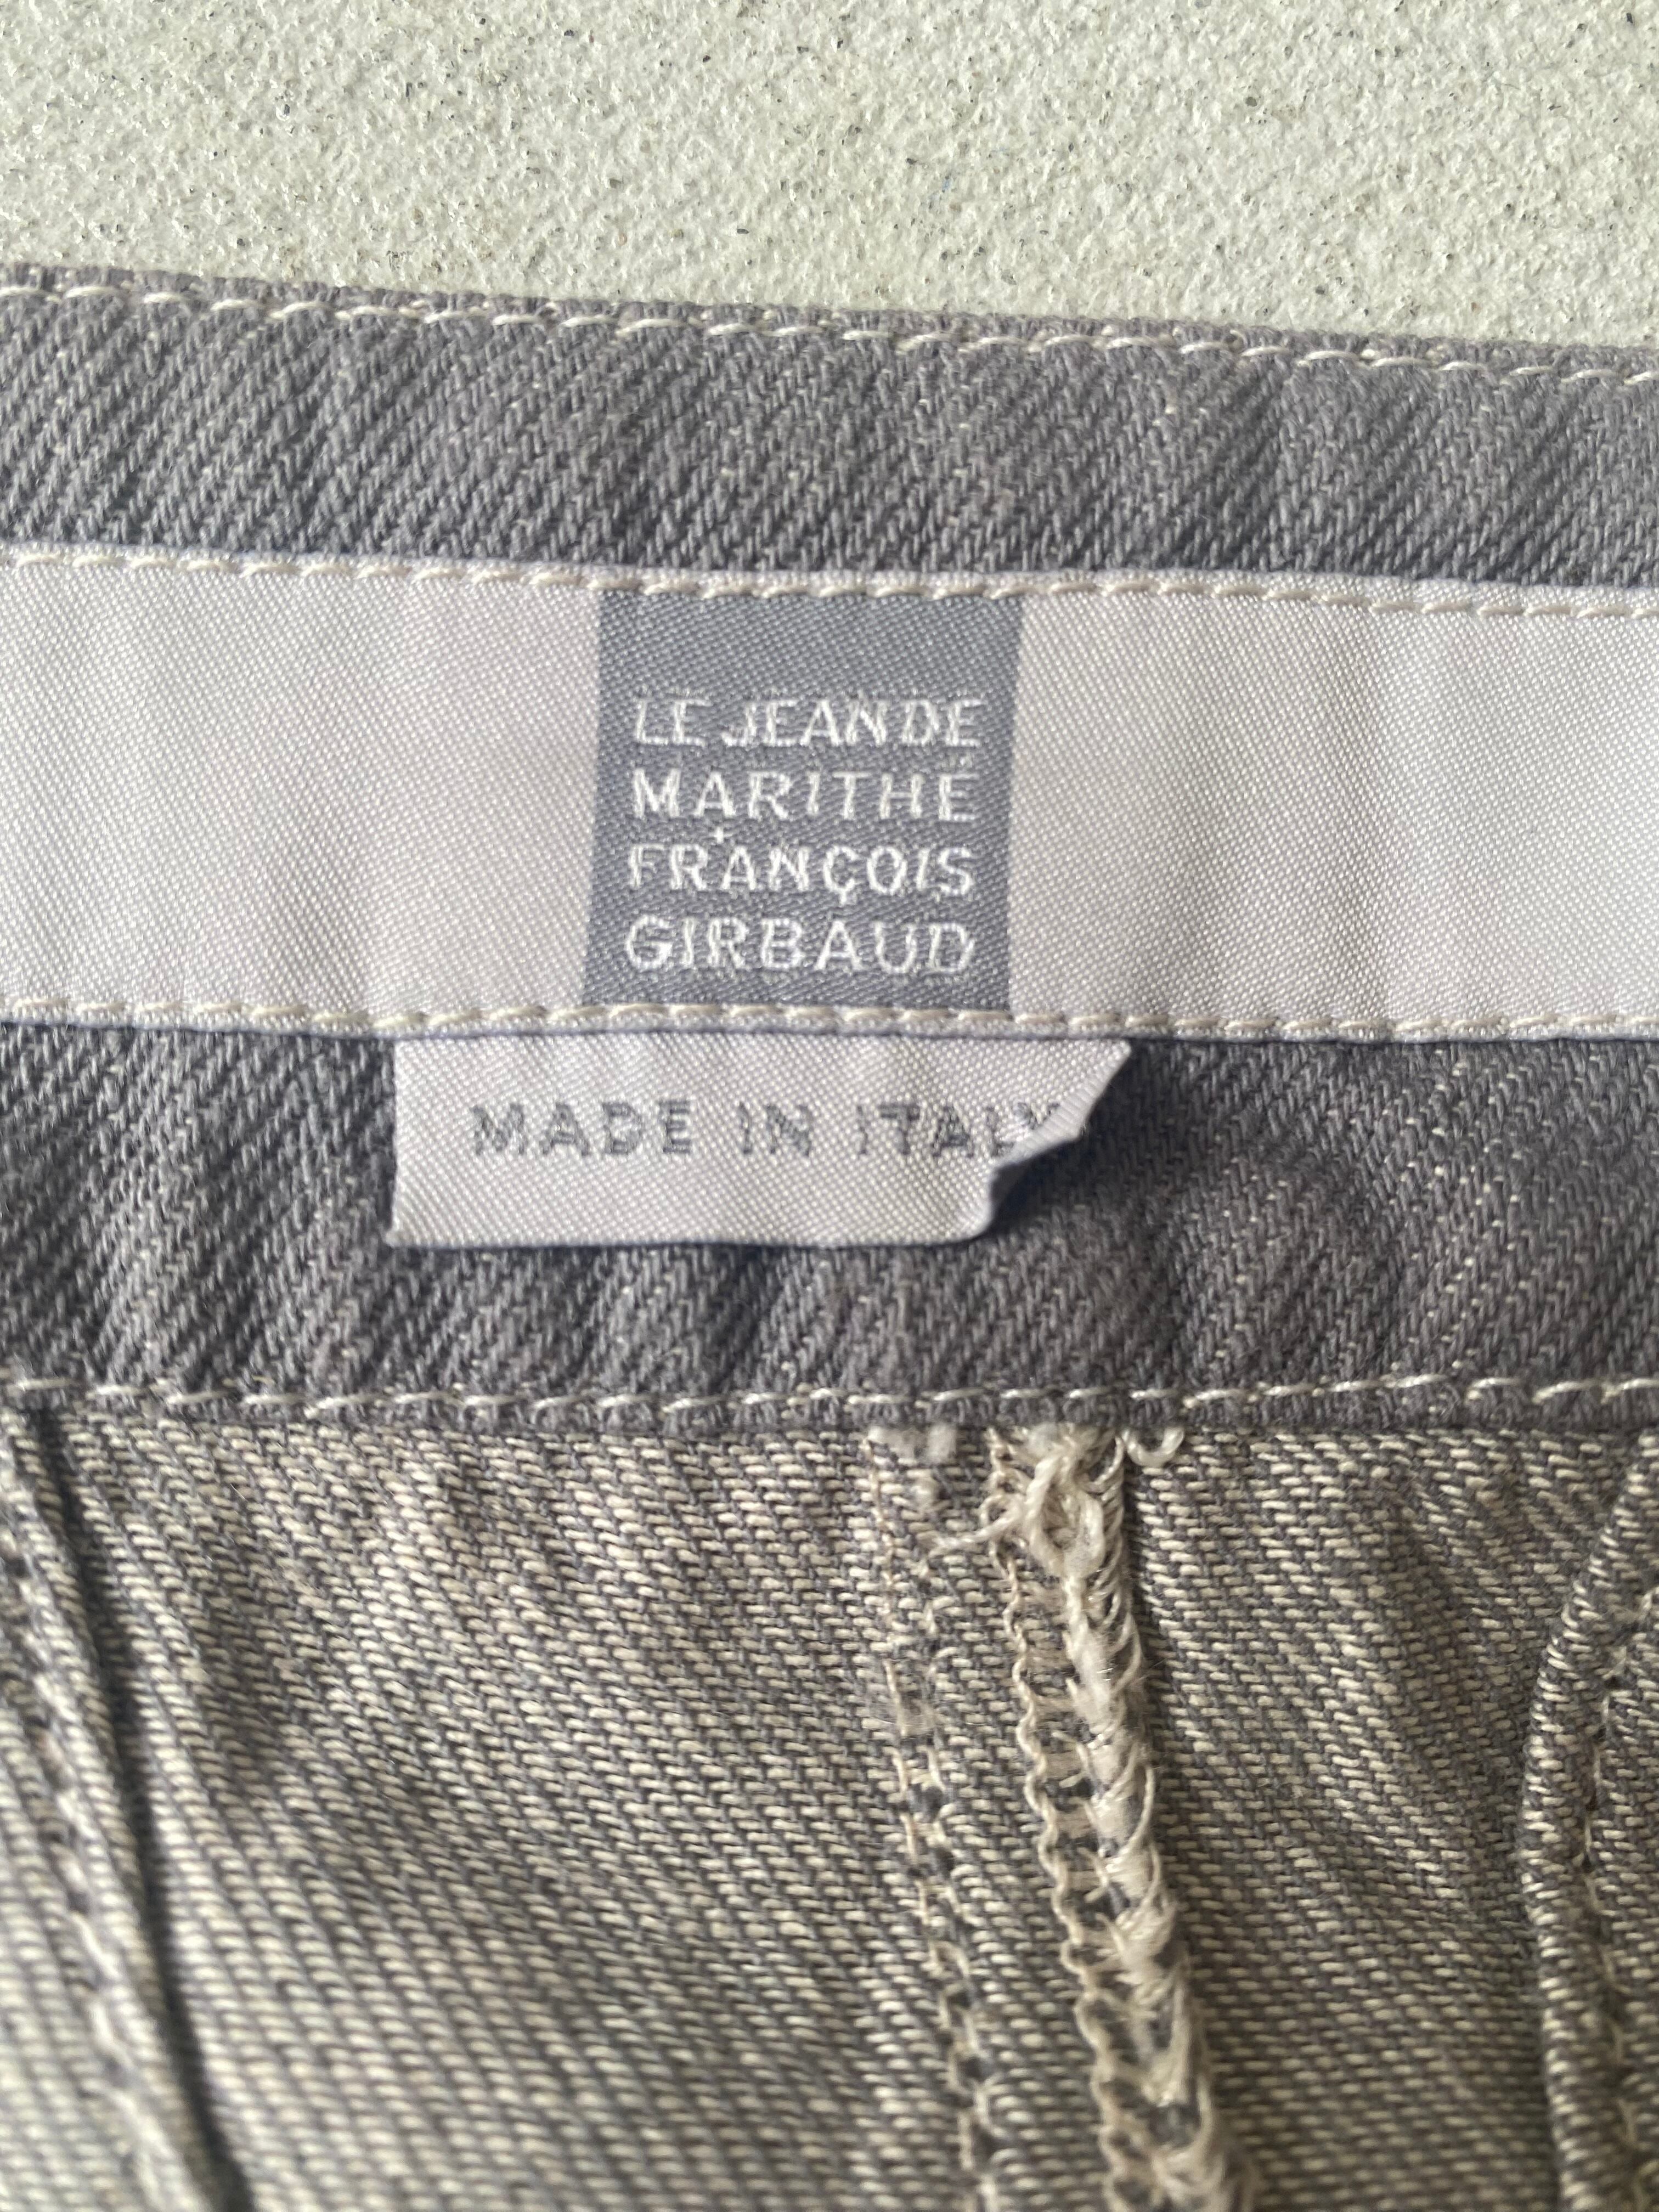 LE JEAN DE
MARITHÉ
+
FRANÇOIS
GIRBAUD
MADE IN ITALY